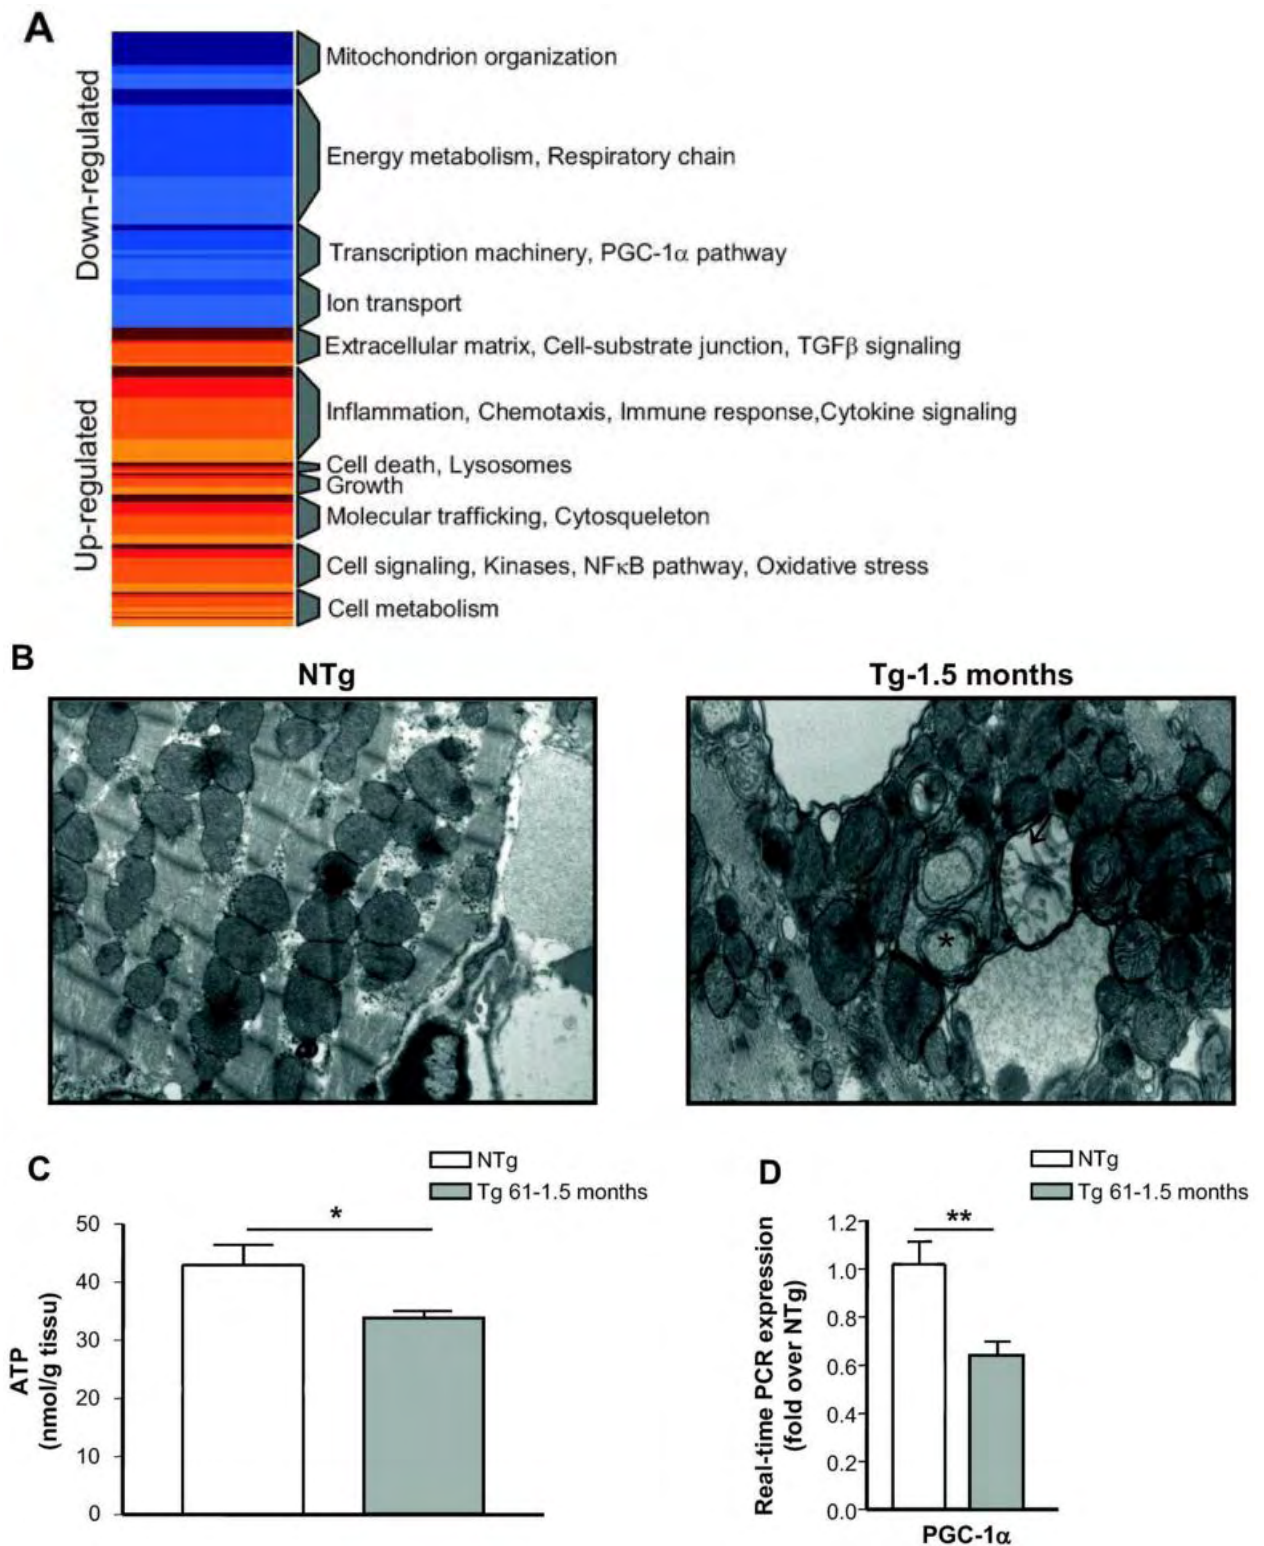 A
Down-regulated
Up-regulated
Mitochondrion organization
Energy metabolism, Respiratory chain
Transcription machinery, PGC-1α pathway
Ion transport
Extracellular matrix, Cell-substrate junction, TGFβ signaling
Inflammation, Chemotaxis, Immune response,Cytokine signaling
Cell death, Lysosomes
Growth
Molecular trafficking, Cytosqueleton
Cell signaling, Kinases, NFκB pathway, Oxidative stress
Cell metabolism
B
NTg
Tg-1.5 months
*
C
NTg
Tg 61-1.5 months
*
50
40
30
20
10
0
ATP
(nmol/g tissu)
D
NTg
Tg 61-1.5 months
**
1.2
1.0
0.8
0.6
0.4
0.2
0.0
Real-time PCR expression
(fold over NTg)
PGC-1α